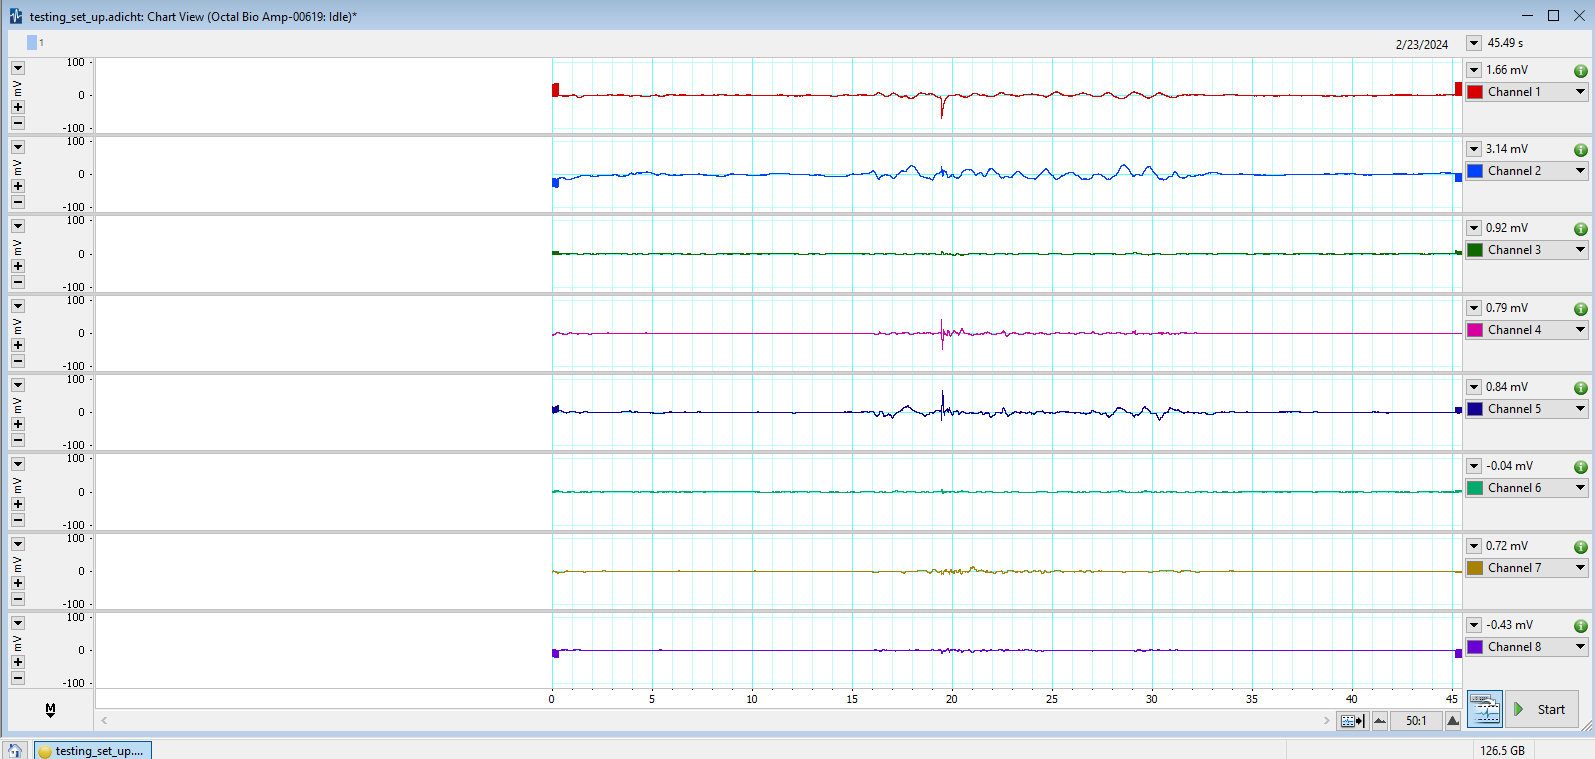 testing_set_up.adicht: Chart View (Octal Bio Amp-00619: Idle)*
1
2/23/2024
45.49 s
100
mV
0
-100
1.66 mV
Channel 1
100
mV
0
-100
3.14 mV
Channel 2
100
mV
0
-100
0.92 mV
Channel 3
100
mV
0
-100
0.79 mV
Channel 4
100
mV
0
-100
0.84 mV
Channel 5
100
mV
0
-100
-0.04 mV
Channel 6
100
mV
0
-100
0.72 mV
Channel 7
100
mV
0
-100
-0.43 mV
Channel 8
0 5 10 15 20 25 30 35 40 45
M
50:1
Start
testing_set_up....
126.5 GB